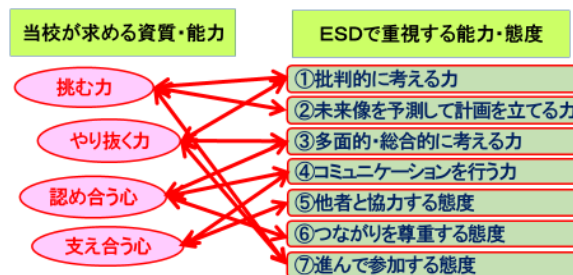 当校が求める資質・能力
ESDで重視する能力・態度
挑む力
やり抜く力
認め合う心
支え合う心
①批判的に考える力
②未来像を予測して計画を立てる力
③多面的・総合的に考える力
④コミュニケーションを行う力
⑤他者と協力する態度
⑥つながりを尊重する態度
⑦進んで参加する態度